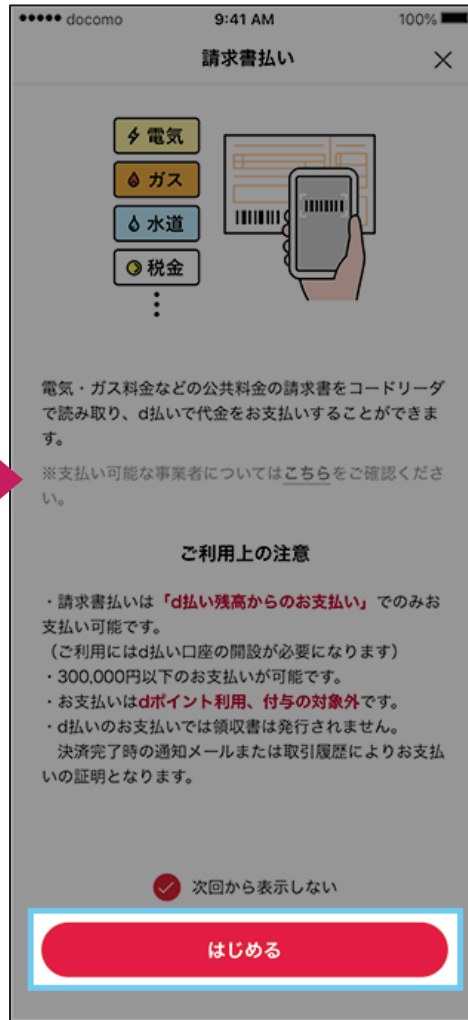 docomo 9:41 AM 100%
請求書払い
電気
ガス
水道
税金
電気・ガス料金などの公共料金の請求書をコードリーダ
で読み取り、d払いで代金をお支払いすることができま
す。
※支払い可能な事業者についてはこちらをご確認くださ
い。
ご利用上の注意
・請求書払いは「d払い残高からのお支払い」でのみお
支払い可能です。
（ご利用にはd払い口座の開設が必要になります）
・300,000円以下のお支払いが可能です。
・お支払いはdポイント利用、付与の対象外です。
・d払いのお支払いでは領収書は発行されません。
決済完了時の通知メールまたは取引履歴によりお支払
いの証明となります。
次回から表示しない
はじめる